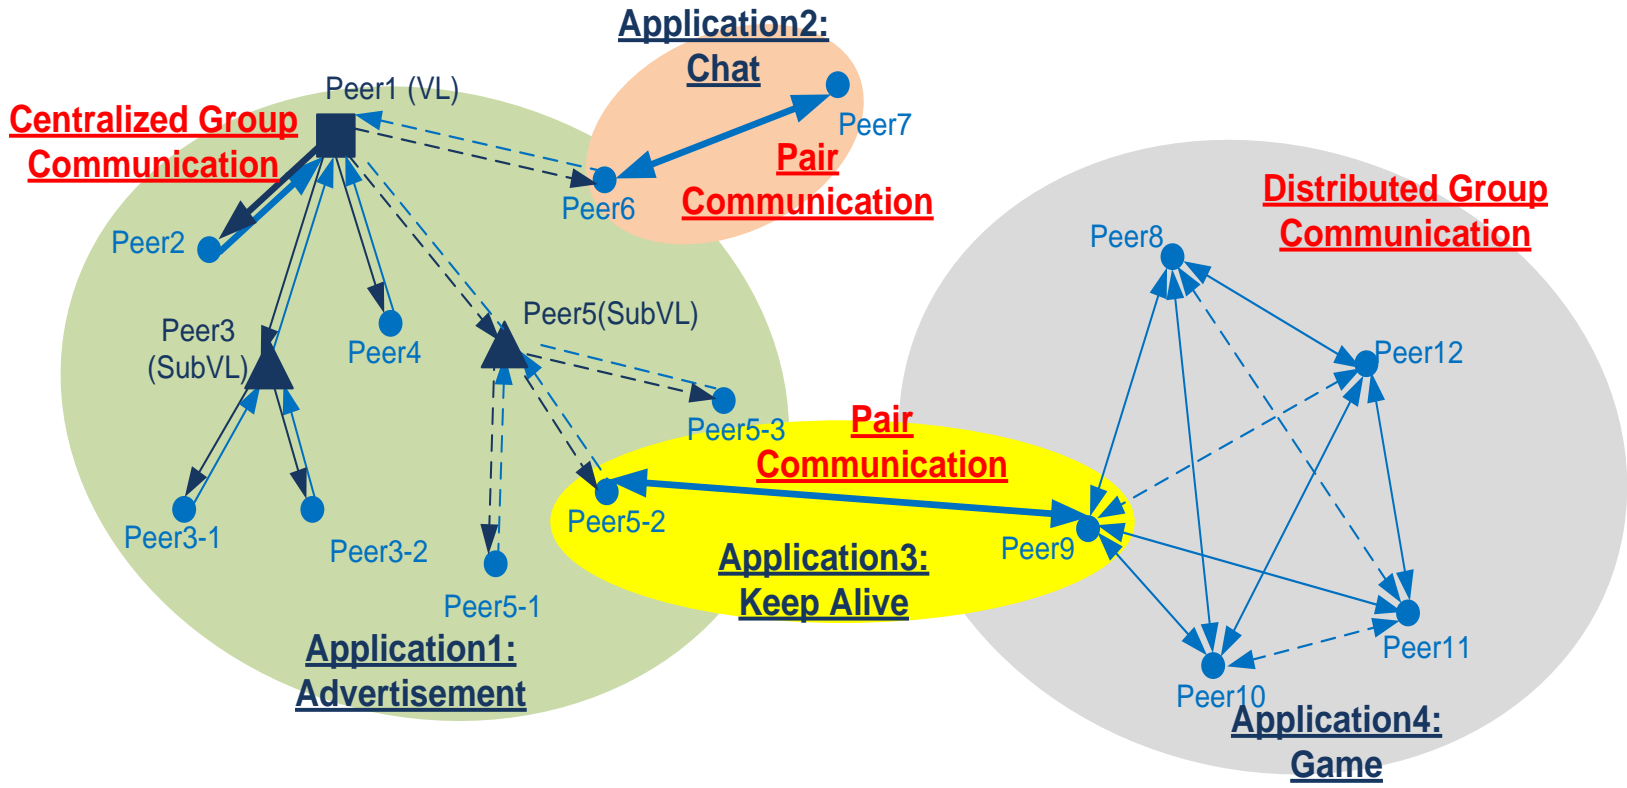 Application2:
Chat
Peer1 (VL)
Centralized Group
Communication
Peer7
Pair
Communication
Peer6
Peer2
Distributed Group
Communication
Peer8
Peer3
(SubVL)
Peer4
Peer5(SubVL)
Peer12
Peer5-3
Pair
Communication
Peer3-1
Peer3-2
Peer5-2
Peer9
Application3:
Keep Alive
Peer5-1
Application1:
Advertisement
Peer11
Peer10
Application4:
Game